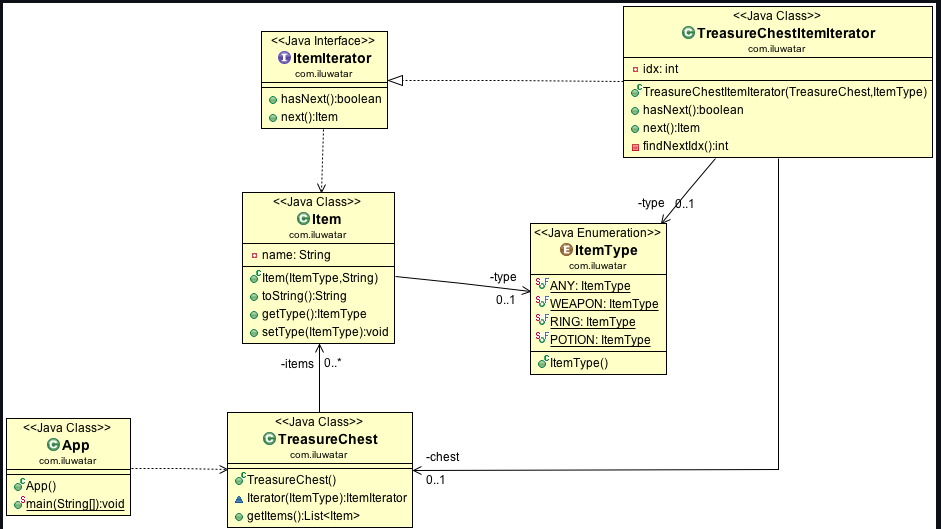 <<Java Interface>>
ItemIterator
com.iluwatar
hasNext():boolean
next():Item
<<Java Class>>
TreasureChestItemIterator
com.iluwatar
idx: int
TreasureChestItemIterator(TreasureChest,ItemType)
hasNext():boolean
next():Item
findNextIdx():int
<<Java Class>>
Item
com.iluwatar
name: String
Item(ItemType,String)
toString():String
getType():ItemType
setType(ItemType):void
-type
0..1
-type
0..1
<<Java Enumeration>>
ItemType
com.iluwatar
ANY: ItemType
WEAPON: ItemType
RING: ItemType
POTION: ItemType
ItemType()
-items
0..*
<<Java Class>>
App
com.iluwatar
App()
main(String[]):void
<<Java Class>>
TreasureChest
com.iluwatar
TreasureChest()
Iterator(ItemType):ItemIterator
getItems():List<Item>
-chest
0..1